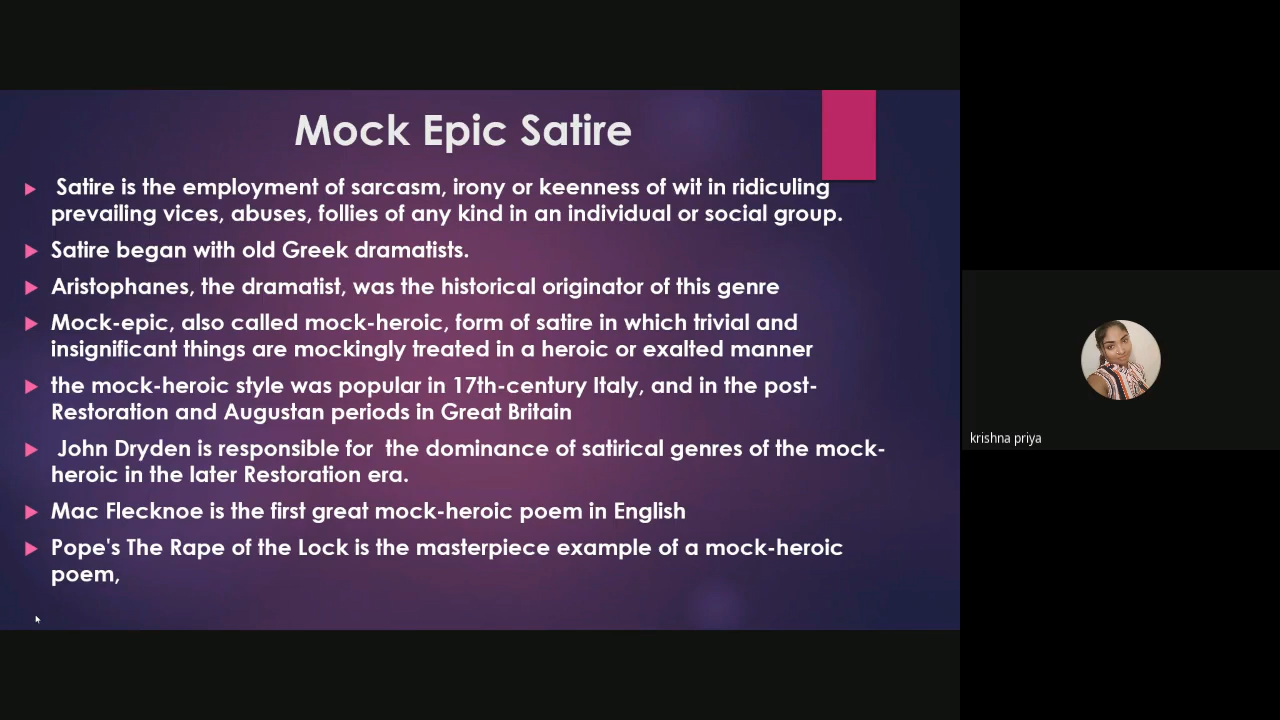 Mock Epic Satire
Satire is the employment of sarcasm, irony or keenness of wit in ridiculing
prevailing vices, abuses, follies of any kind in an individual or social group.
Satire began with old Greek dramatists.
Aristophanes, the dramatist, was the historical originator of this genre
Mock-epic, also called mock-heroic, form of satire in which trivial and
insignificant things are mockingly treated in a heroic or exalted manner
the mock-heroic style was popular in 17th-century Italy, and in the post-
Restoration and Augustan periods in Great Britain
John Dryden is responsible for  the dominance of satirical genres of the mock-
heroic in the later Restoration era.
Mac Flecknoe is the first great mock-heroic poem in English
Pope's The Rape of the Lock is the masterpiece example of a mock-heroic
poem,
krishna priya